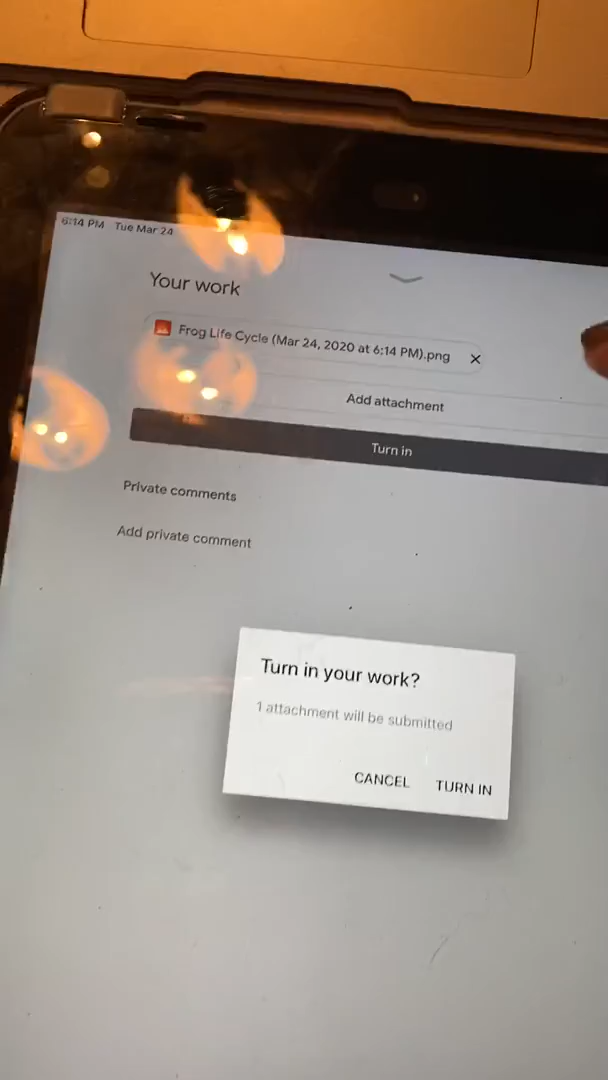 6:14 PM Tue Mar 24
Your work
Frog Life Cycle (Mar 24, 2020 at 6:14 PM).png
Add attachment
Turn in
Private comments
Add private comment
Turn in your work?
1 attachment will be submitted
CANCEL TURN IN